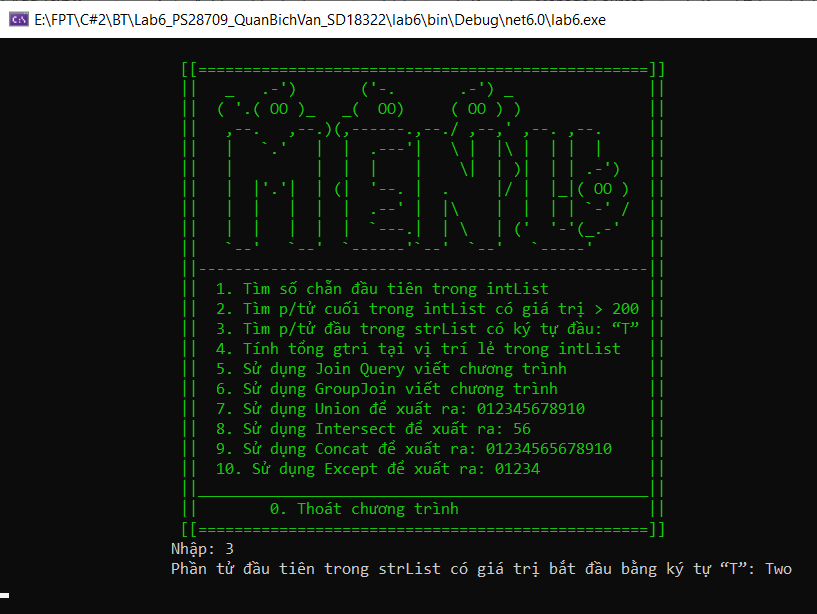 E:\FPT\C#2\BT\Lab6_PS28709_QuanBichVan_SD18322\lab6\bin\Debug\net6.0\lab6.exe
MENU
1. Tìm số chẵn đầu tiên trong intList
2. Tìm p/tử cuối trong intList có giá trị > 200
3. Tìm p/tử đầu trong strList có ký tự đầu: “T”
4. Tính tổng gtri tại vị trí lẻ trong intList
5. Sử dụng Join Query viết chương trình
6. Sử dụng GroupJoin viết chương trình
7. Sử dụng Union để xuất ra: 012345678910
8. Sử dụng Intersect để xuất ra: 56
9. Sử dụng Concat để xuất ra: 01234565678910
10. Sử dụng Except để xuất ra: 01234
0. Thoát chương trình
Nhập: 3
Phần tử đầu tiên trong strList có giá trị bắt đầu bằng ký tự “T”: Two